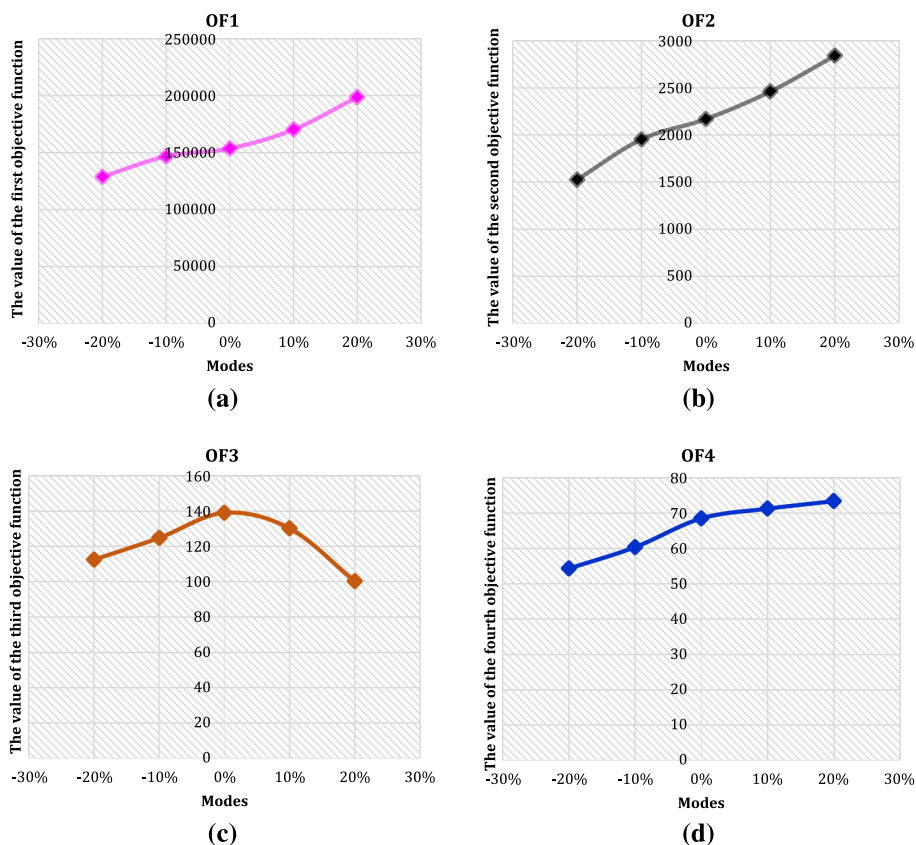 OF1
The value of the first objective function
250000
200000
150000
100000
50000
0
-30% -20% -10% 0% 10% 20% 30%
Modes
(a)
OF2
The value of the second objective function
3000
2500
2000
1500
1000
500
0
-30% -20% -10% 0% 10% 20% 30%
Modes
(b)
OF3
The value of the third objective function
160
140
120
100
80
60
40
20
0
-30% -20% -10% 0% 10% 20% 30%
Modes
(c)
OF4
The value of the fourth objective function
80
70
60
50
40
30
20
10
0
-30% -20% -10% 0% 10% 20% 30%
Modes
(d)